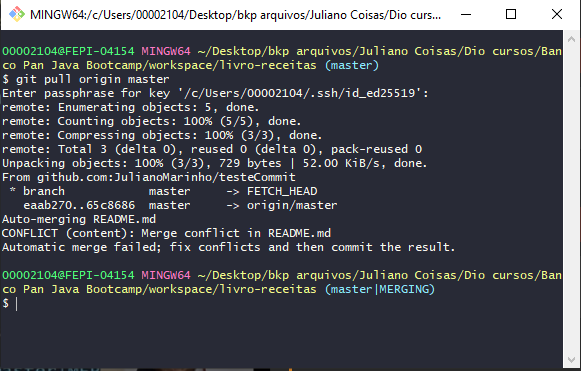 MINGW64:/c/Users/00002104/Desktop/bkp arquivos/Juliano Coisas/Dio curs...
00002104@FEPI-04154 MINGW64 ~/Desktop/bkp arquivos/Juliano Coisas/Dio cursos/Ban
co Pan Java Bootcamp/workspace/livro-receitas (master)
$ git pull origin master
Enter passphrase for key '/c/Users/00002104/.ssh/id_ed25519':
remote: Enumerating objects: 5, done.
remote: Counting objects: 100% (5/5), done.
remote: Compressing objects: 100% (3/3), done.
remote: Total 3 (delta 0), reused 0 (delta 0), pack-reused 0
Unpacking objects: 100% (3/3), 729 bytes | 52.00 KiB/s, done.
From github.com:JulianoMarinho/testeCommit
 * branch            master     -> FETCH_HEAD
   eaab270..65c8686  master     -> origin/master
Auto-merging README.md
CONFLICT (content): Merge conflict in README.md
Automatic merge failed; fix conflicts and then commit the result.
00002104@FEPI-04154 MINGW64 ~/Desktop/bkp arquivos/Juliano Coisas/Dio cursos/Ban
co Pan Java Bootcamp/workspace/livro-receitas (master|MERGING)
$